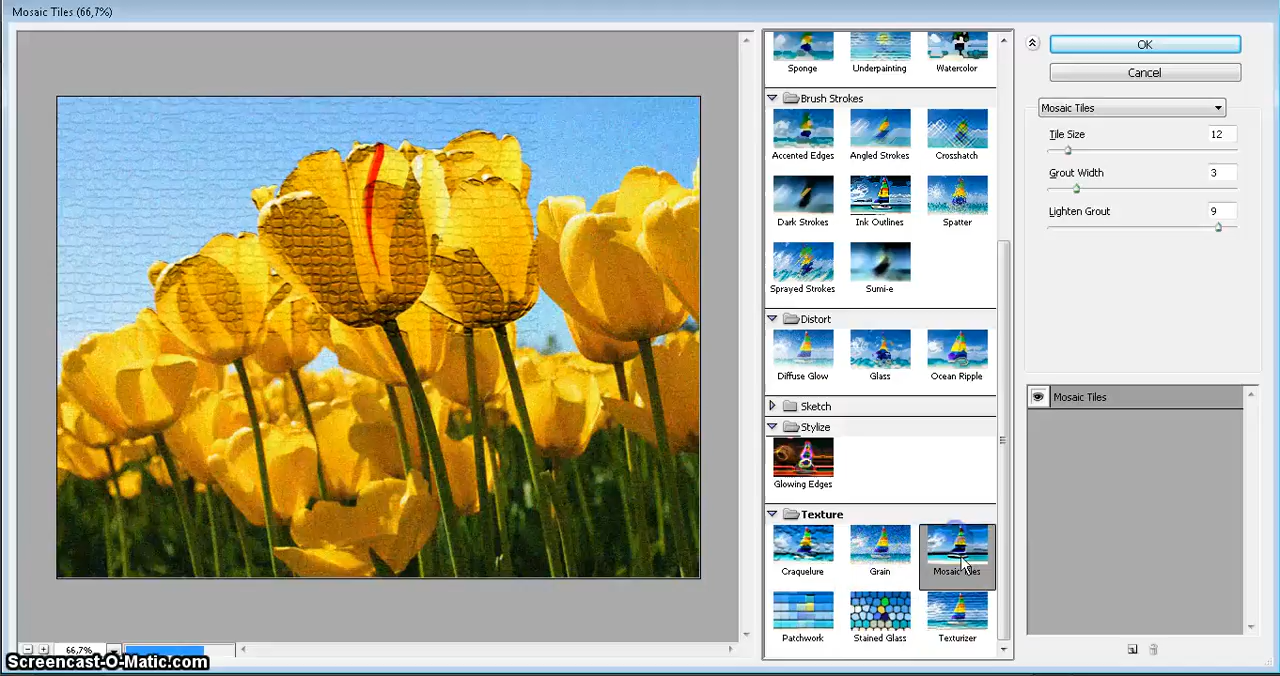 Mosaic Tiles (66,7%)
Sponge
Underpainting
Watercolor
Brush Strokes
Accented Edges
Angled Strokes
Crosshatch
Dark Strokes
Ink Outlines
Spatter
Sprayed Strokes
Sumi-e
Distort
Diffuse Glow
Glass
Ocean Ripple
Sketch
Stylize
Glowing Edges
Texture
Craquelure
Grain
Mosaic Tiles
Patchwork
Stained Glass
Texturizer
OK
Cancel
Mosaic Tiles
Tile Size 12
Grout Width 3
Lighten Grout 9
Mosaic Tiles
66,7%
Screencast-O-Matic.com